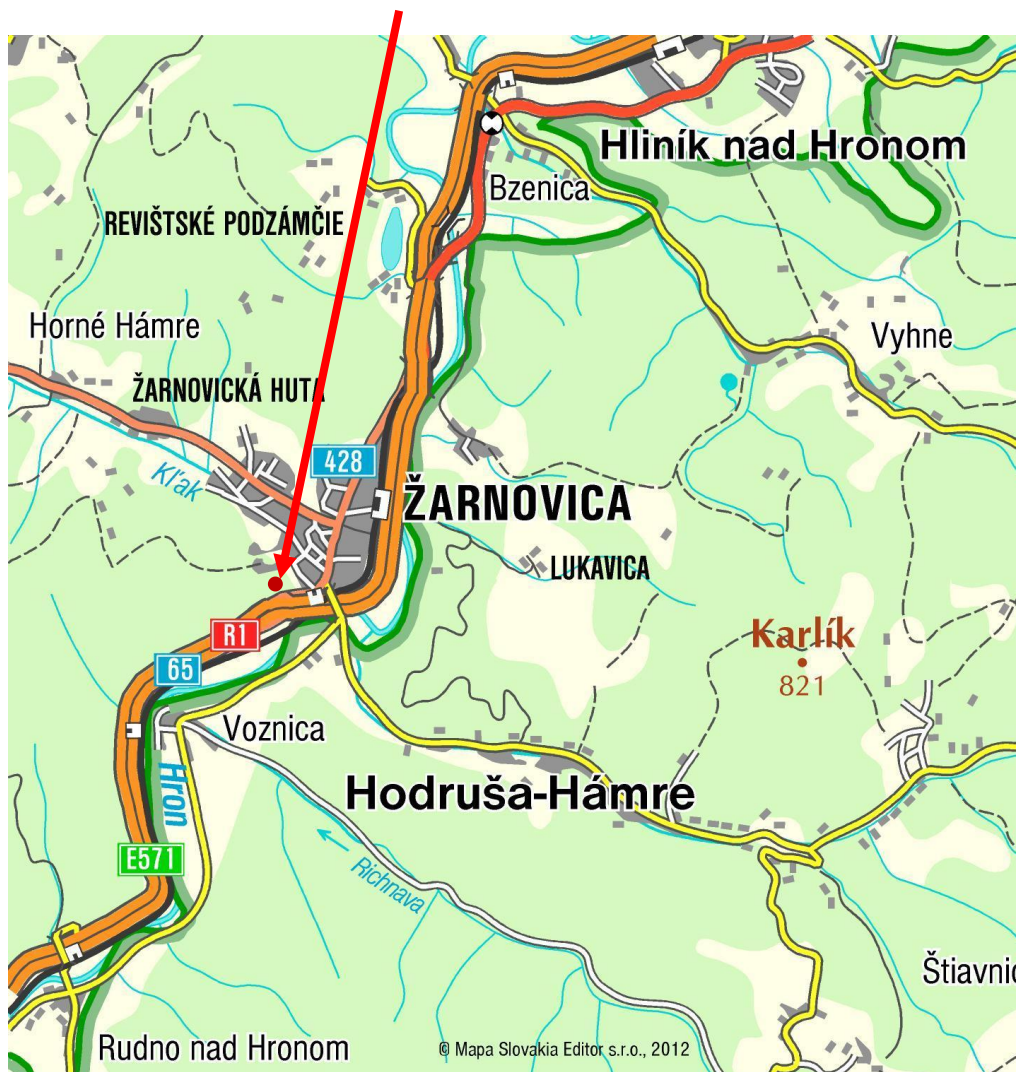 Hliník nad Hronom
Bzenica
REVIŠTSKÉ PODZÁMČIE
Horné Hámre
Vyhne
ŽARNOVICKÁ HUTA
428
Kľak
ŽARNOVICA
LUKAVICA
R1
Karlík
821
65
Voznica
Hron
Hodruša-Hámre
E571
Richnava
Štiavnic
Rudno nad Hronom
© Mapa Slovakia Editor s.r.o., 2012